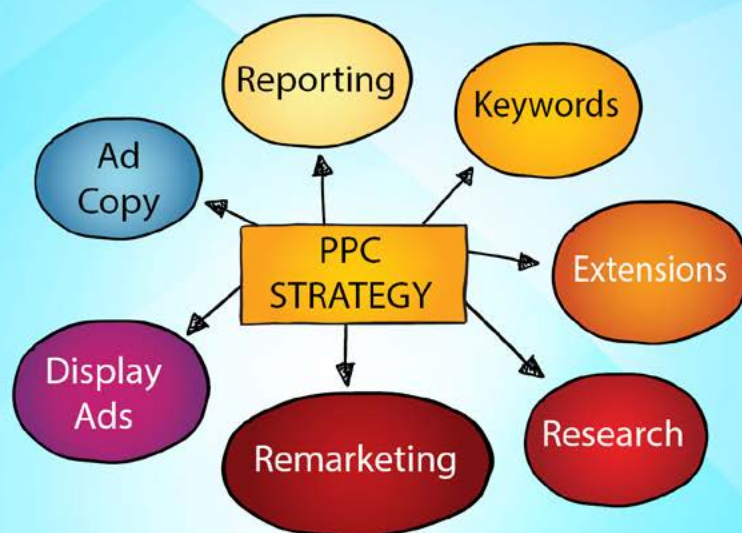 Reporting
Keywords
Ad
Copy
PPC
STRATEGY
Extensions
Display
Ads
Remarketing
Research